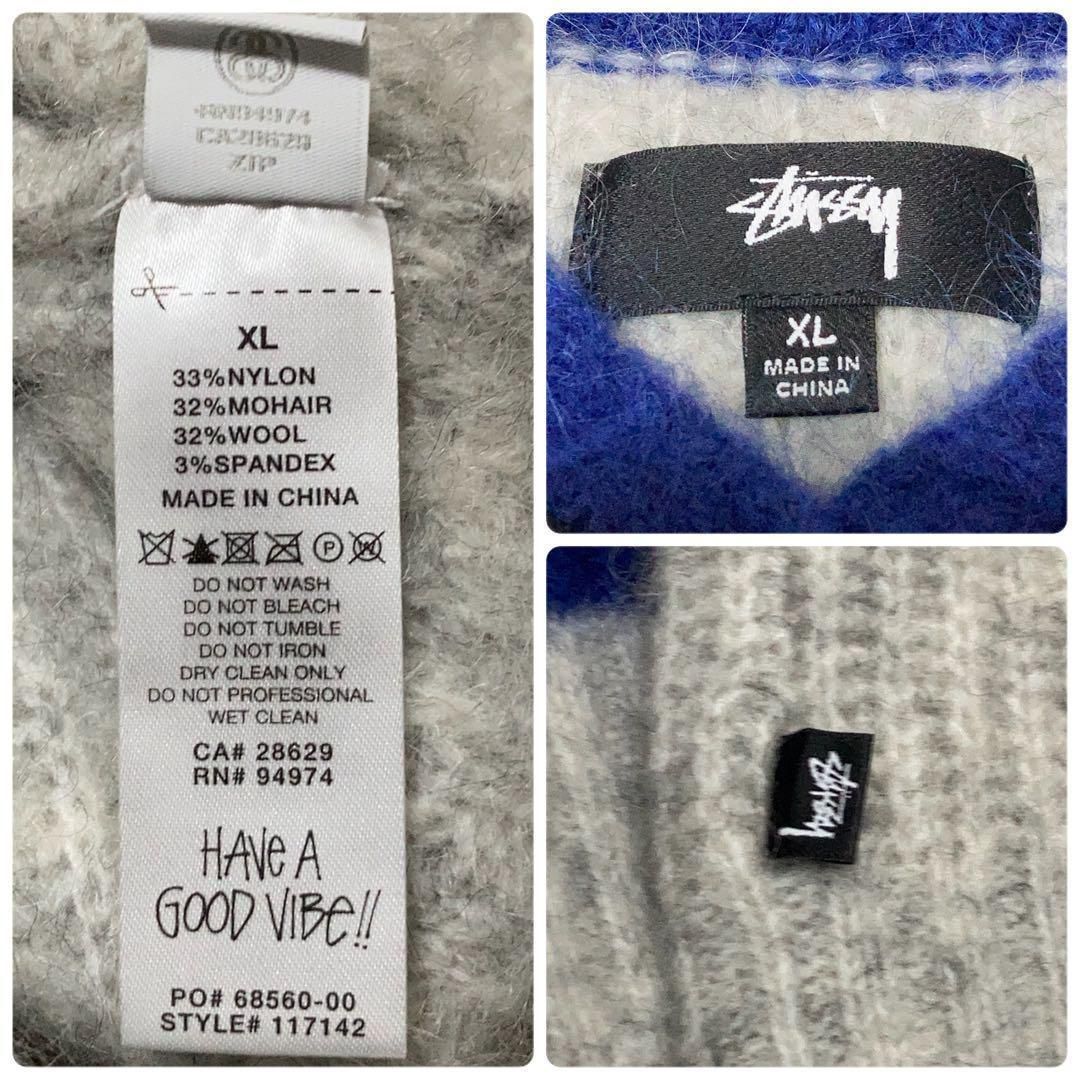 RN94974
CA28629
ZIP
XL
33%NYLON
32%MOHAIR
32%WOOL
3%SPANDEX
MADE IN CHINA
P W
DO NOT WASH
DO NOT BLEACH
DO NOT TUMBLE
DO NOT IRON
DRY CLEAN ONLY
DO NOT PROFESSIONAL
WET CLEAN
CA# 28629
RN# 94974
HAVE A
GOOD VIBE!!
PO# 68560-00
STYLE# 117142
Stüssy
XL
MADE IN
CHINA
Stüssy